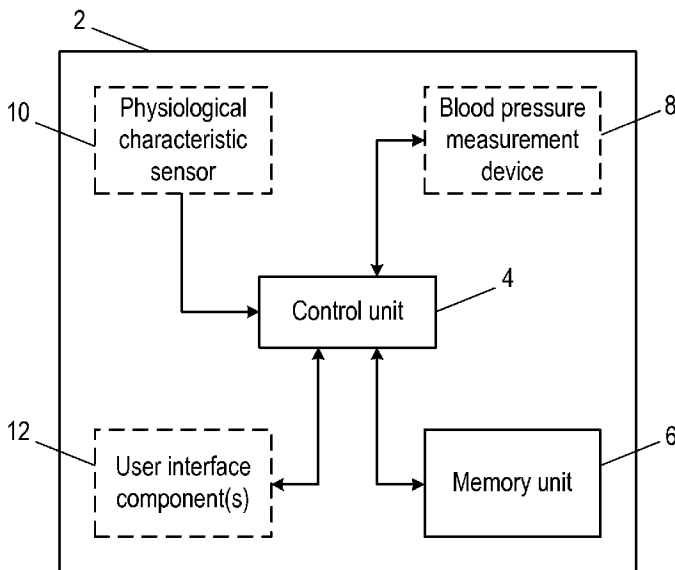 2
10
Physiological
characteristic
sensor
Blood pressure
measurement
device
8
Control unit
4
12
User interface
component(s)
Memory unit
6